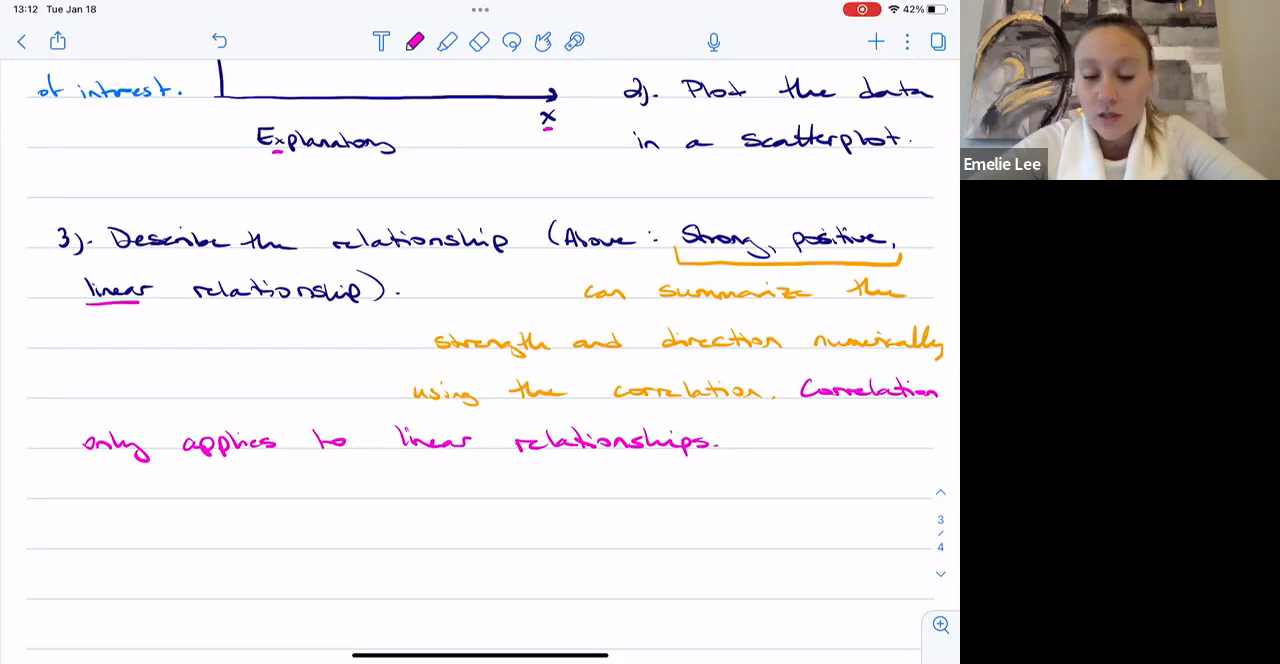 13:12 Tue Jan 18
42%
of interest.
x
Explanatory
2). Plot the data
in a scatterplot.
3). Describe the relationship (Above: Strong, positive,
linear relationship).
can summarize the
strength and direction numerically
using the correlation. Correlation
only applies to linear relationships.
3
/
4
Emelie Lee